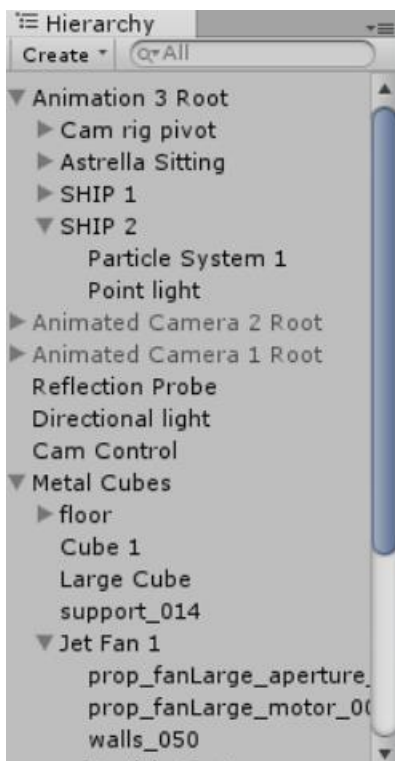 Hierarchy
Create All
Animation 3 Root
Cam rig pivot
Astrella Sitting
SHIP 1
SHIP 2
Particle System 1
Point light
Animated Camera 2 Root
Animated Camera 1 Root
Reflection Probe
Directional light
Cam Control
Metal Cubes
floor
Cube 1
Large Cube
support_014
Jet Fan 1
prop_fanLarge_aperture_
prop_fanLarge_motor_00
walls_050